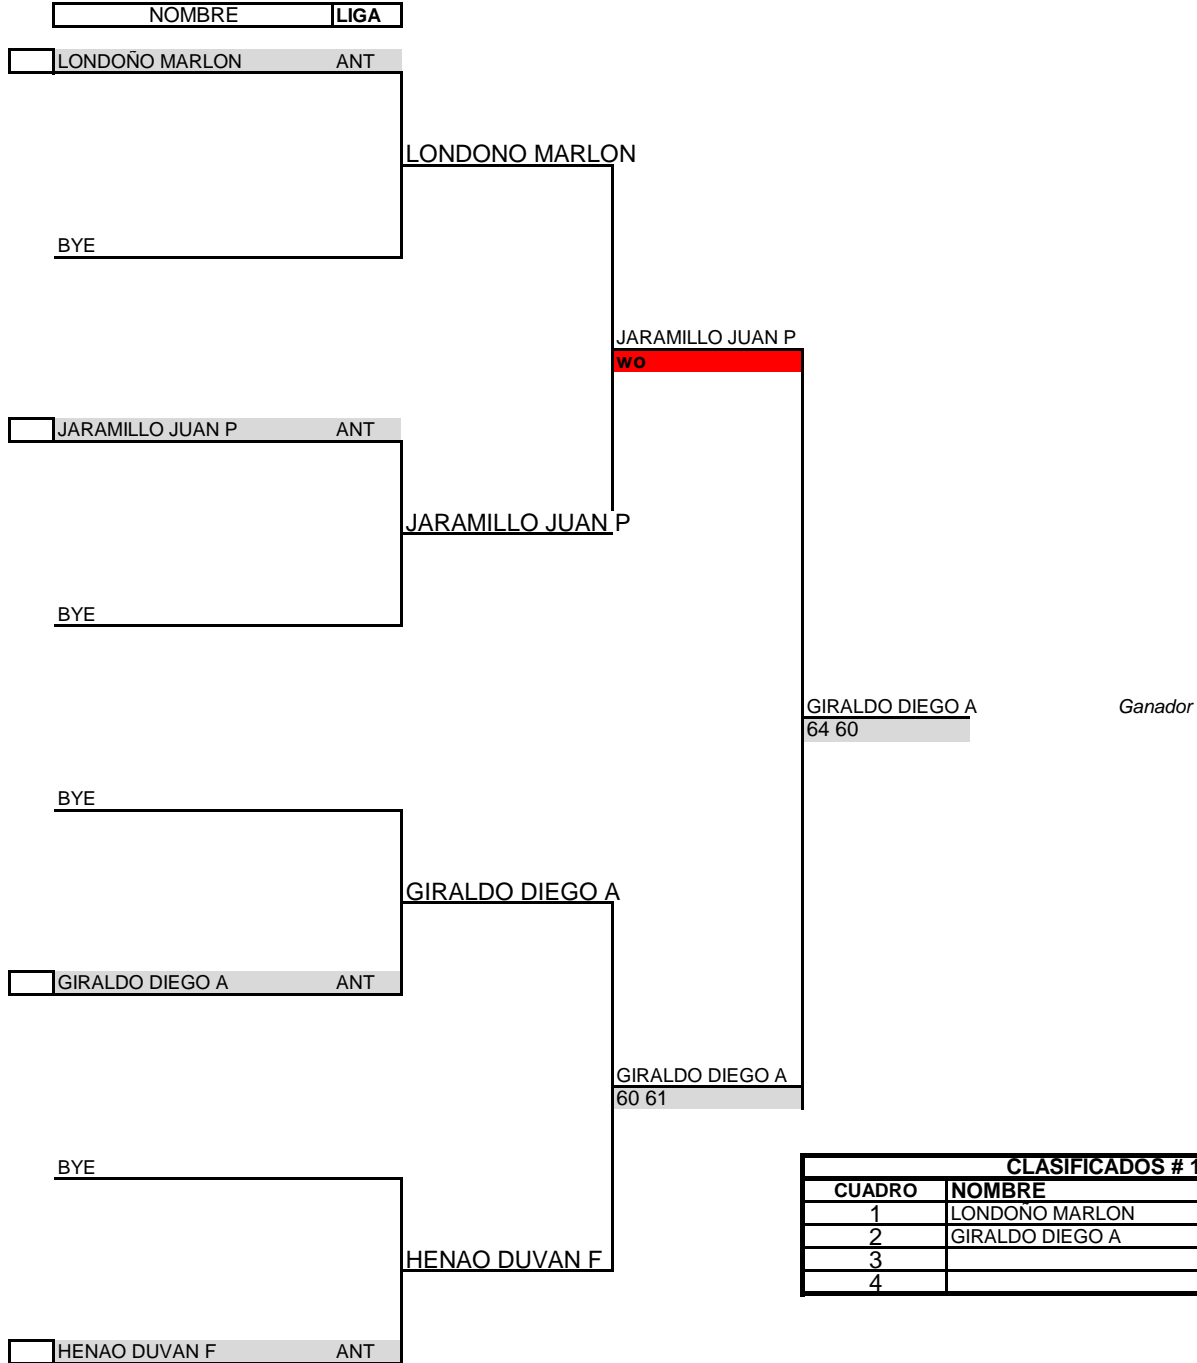 NOMBRE LIGA
LONDOÑO MARLON ANT
LONDONO MARLON
BYE
JARAMILLO JUAN P
wo
JARAMILLO JUAN P ANT
JARAMILLO JUAN P
BYE
GIRALDO DIEGO A Ganador
64 60
BYE
GIRALDO DIEGO A
GIRALDO DIEGO A ANT
GIRALDO DIEGO A
60 61
BYE
CLASIFICADOS # 1
CUADRO NOMBRE
1 LONDOÑO MARLON
2 GIRALDO DIEGO A
HENAO DUVAN F
3
4
HENAO DUVAN F ANT